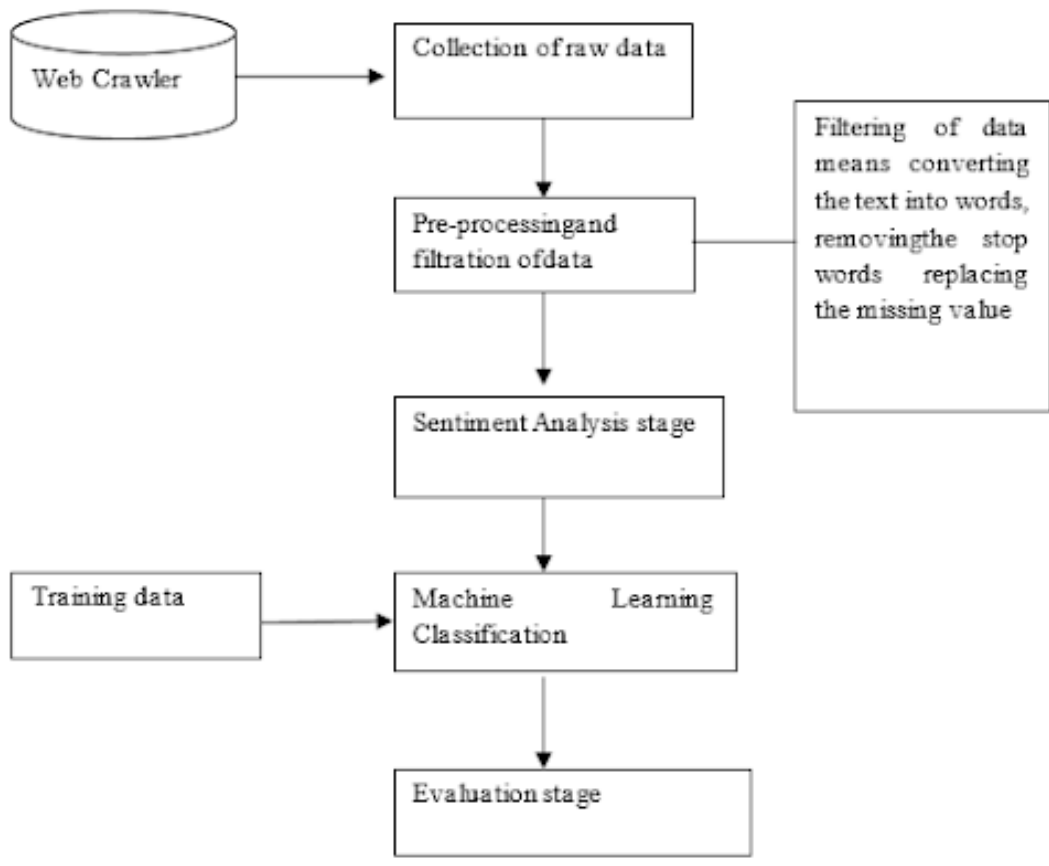 Web Crawler
Collection of raw data
Pre-processingand
filtration ofdata
Filtering of data
means converting
the text into words,
removingthe stop
words replacing
the missing value
Sentiment Analysis stage
Training data
Machine Learning
Classification
Evaluation stage